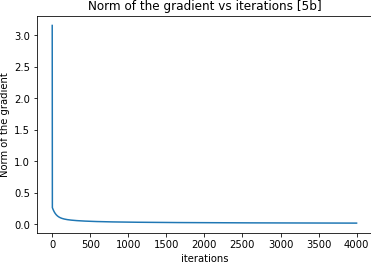 Norm of the gradient vs iterations [5b]
Norm of the gradient
3.0
2.5
2.0
1.5
1.0
0.5
0.0
0 500 1000 1500 2000 2500 3000 3500 4000
iterations